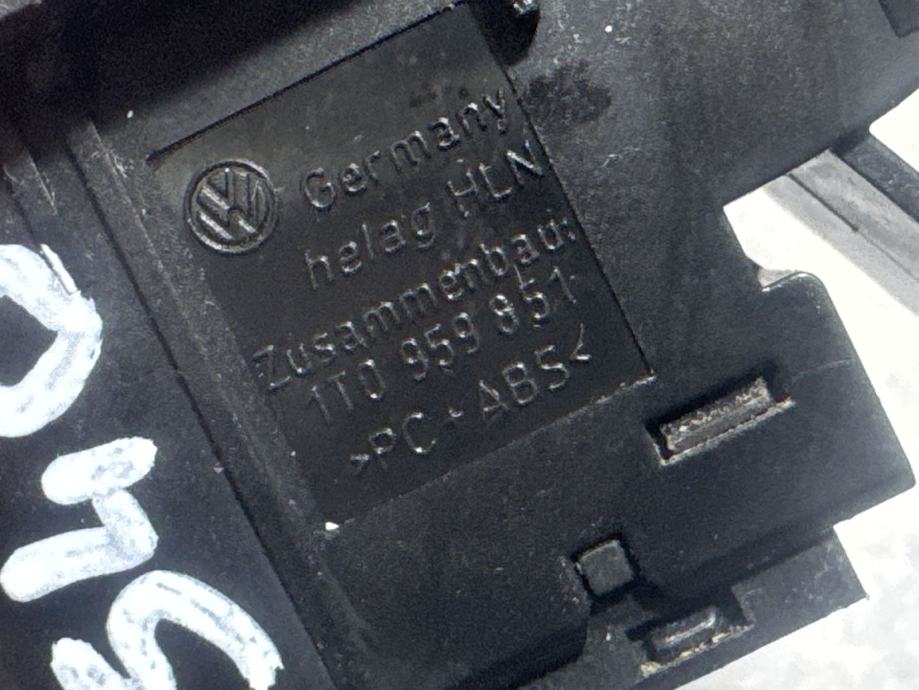 Germany
helag HLN
Zusammenbau:
1T0 959 851
>PC+ABS<